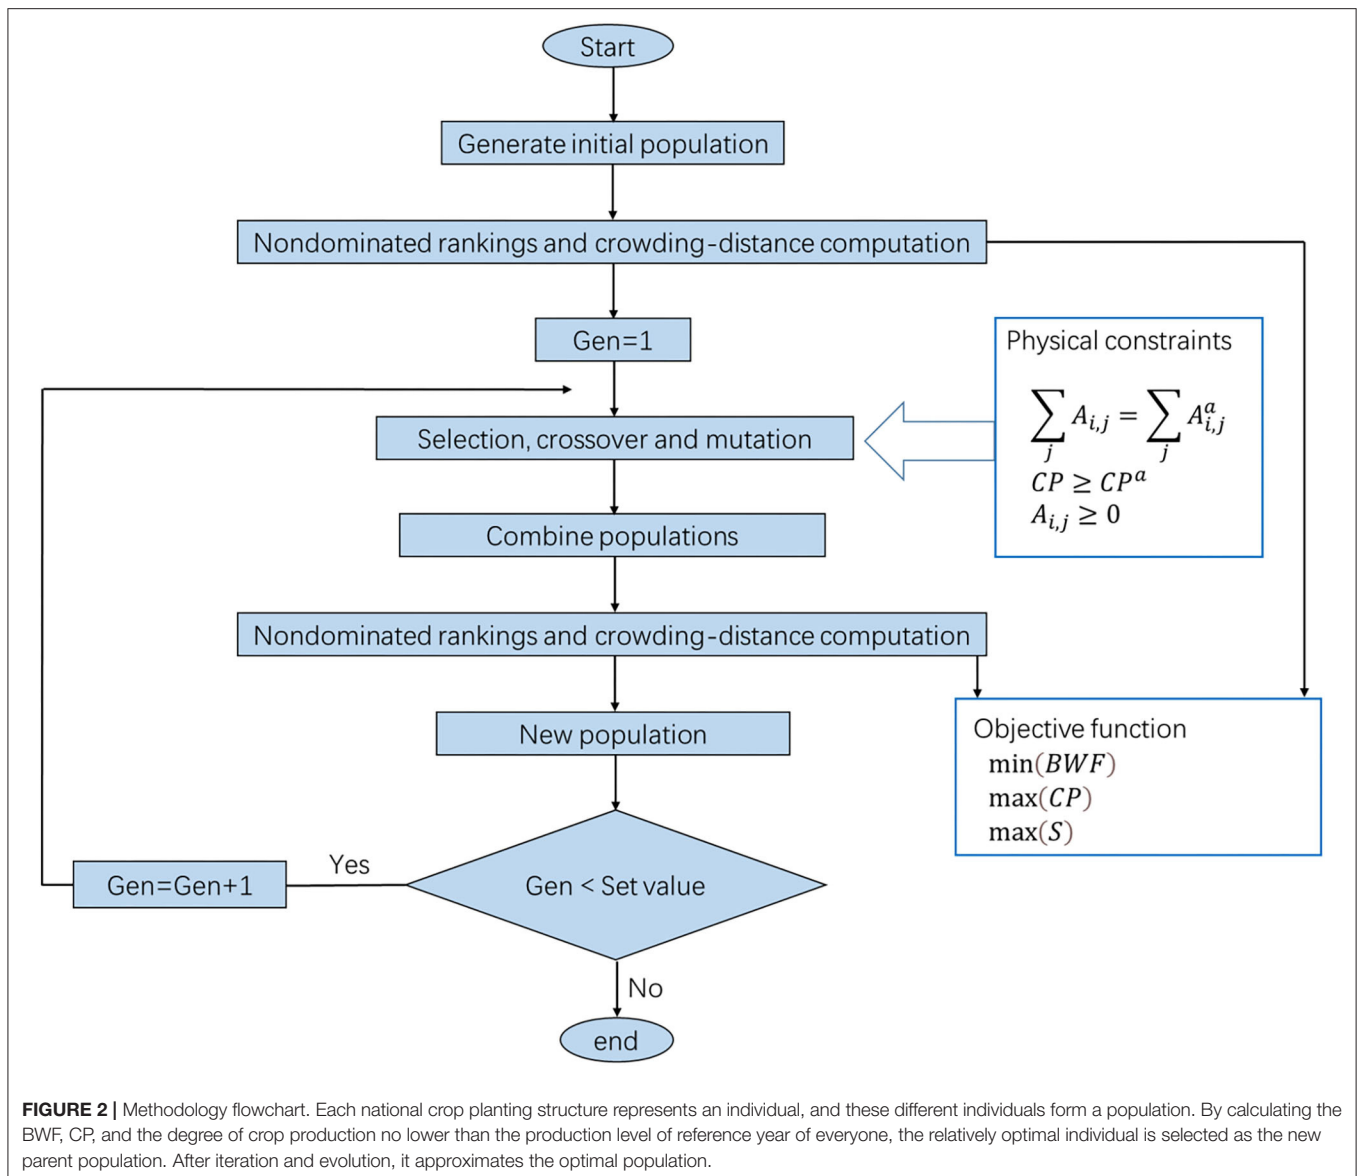 Start
Generate initial population
Nondominated rankings and crowding-distance computation
Gen=1
Physical constraints
∑_j A_{i,j} = ∑_j A^a_{i,j}
CP ≥ CP^a
A_{i,j} ≥ 0
Selection, crossover and mutation
Combine populations
Nondominated rankings and crowding-distance computation
New population
Objective function
min(BWF)
max(CP)
max(S)
Gen < Set value
Yes
Gen=Gen+1
No
end
FIGURE 2 | Methodology flowchart. Each national crop planting structure represents an individual, and these different individuals form a population. By calculating the
BWF, CP, and the degree of crop production no lower than the production level of reference year of everyone, the relatively optimal individual is selected as the new
parent population. After iteration and evolution, it approximates the optimal population.